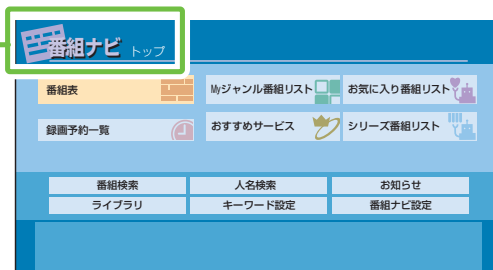 番組ナビ トップ
番組表 Myジャンル番組リスト お気に入り番組リスト
録画予約一覧 おすすめサービス シリーズ番組リスト
番組検索 人名検索 お知らせ
ライブラリ キーワード設定 番組ナビ設定